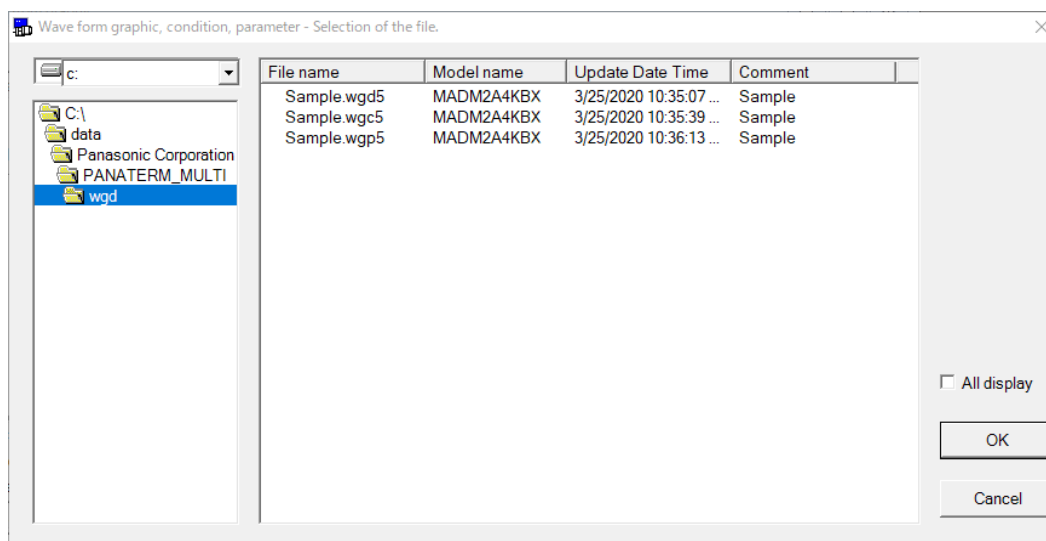 Wave form graphic, condition, parameter - Selection of the file.
c:
C:\
data
Panasonic Corporation
PANATERM_MULTI
wgd
File name Model name Update Date Time Comment
Sample.wgd5 MADM2A4KBX 3/25/2020 10:35:07 ... Sample
Sample.wgc5 MADM2A4KBX 3/25/2020 10:35:39 ... Sample
Sample.wgp5 MADM2A4KBX 3/25/2020 10:36:13 ... Sample
All display
OK
Cancel